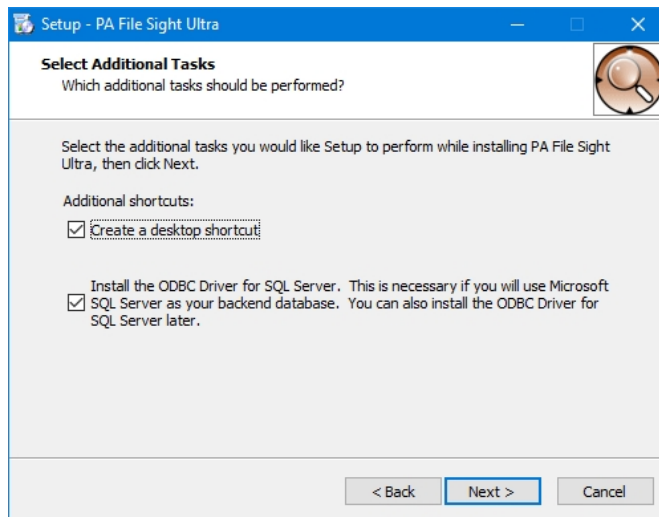 Setup - PA File Sight Ultra
Select Additional Tasks
Which additional tasks should be performed?
Select the additional tasks you would like Setup to perform while installing PA File Sight
Ultra, then click Next.
Additional shortcuts:
Create a desktop shortcut
Install the ODBC Driver for SQL Server.  This is necessary if you will use Microsoft
SQL Server as your backend database.  You can also install the ODBC Driver for
SQL Server later.
< Back Next > Cancel